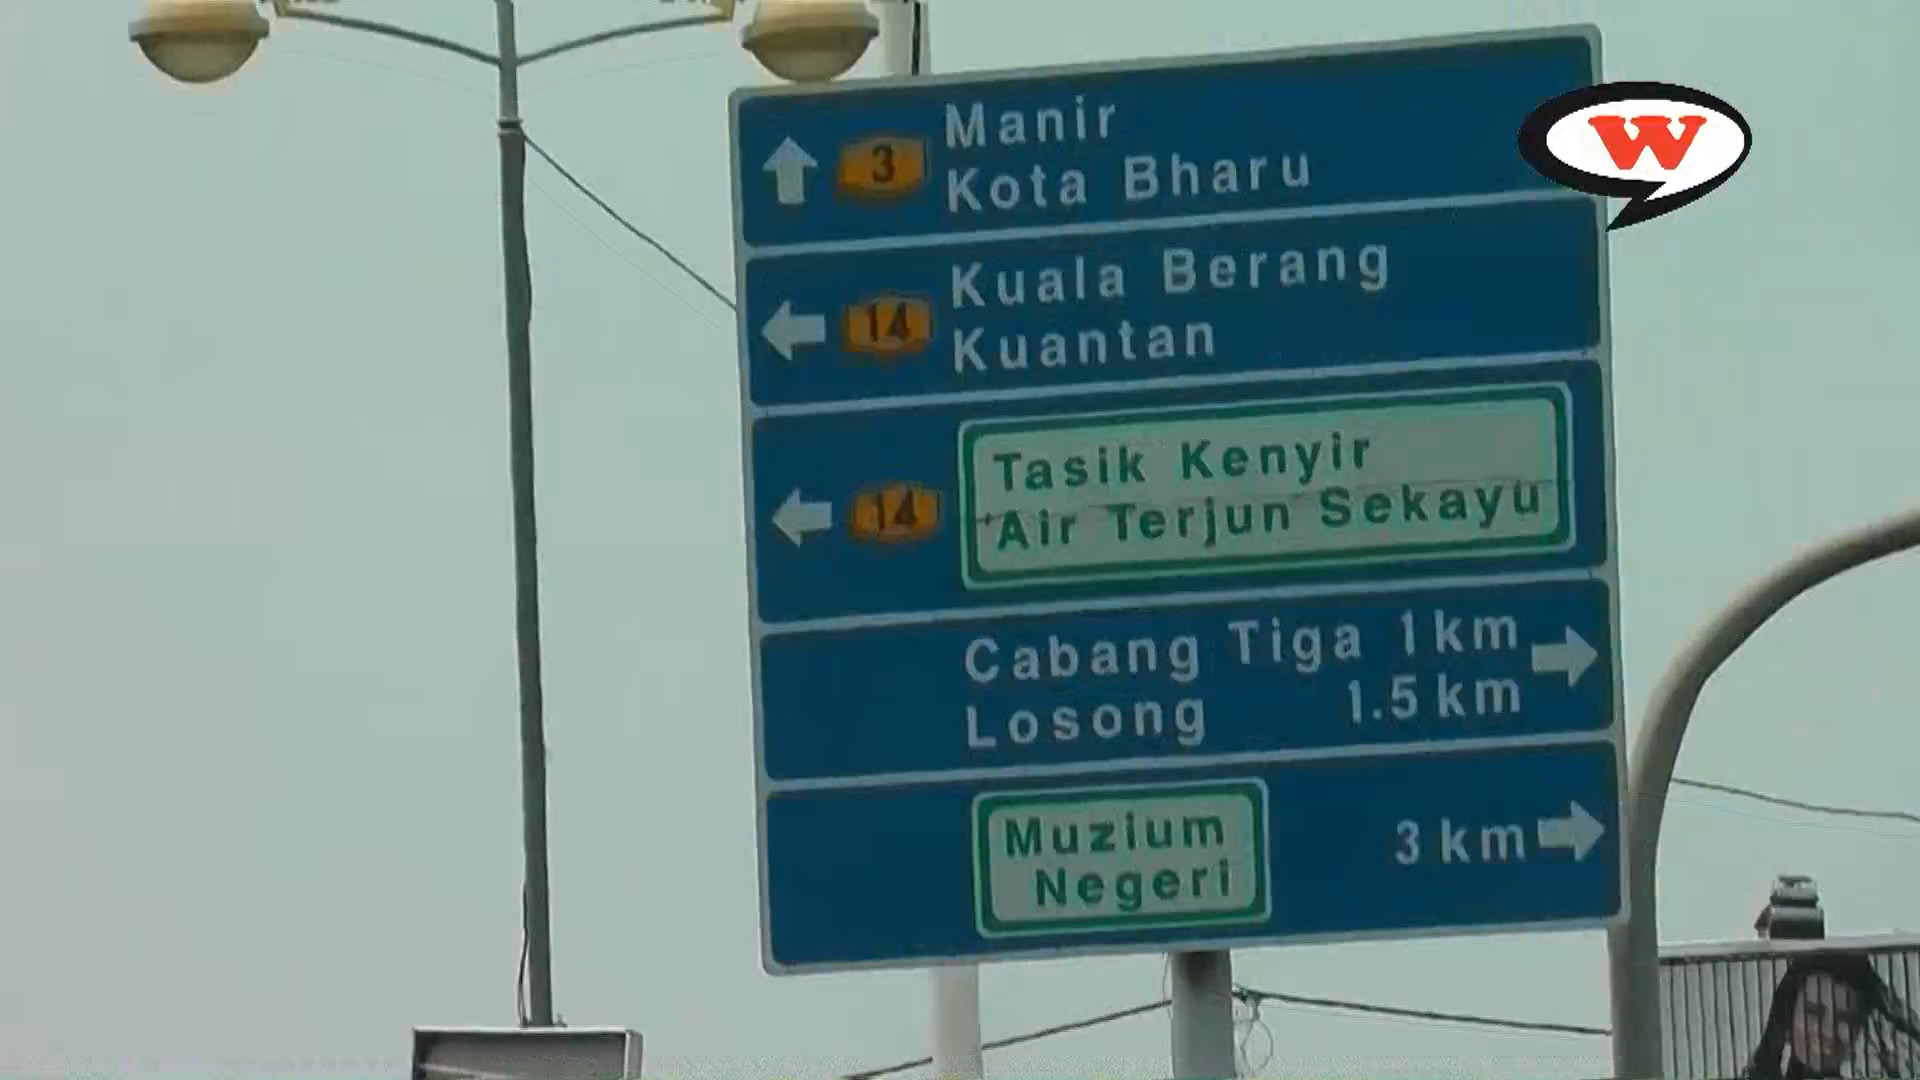 3 Manir
Kota Bharu
14 Kuala Berang
Kuantan
14 Tasik Kenyir
Air Terjun Sekayu
Cabang Tiga 1 km
Losong 1.5 km
Muzium
Negeri
3 km
W